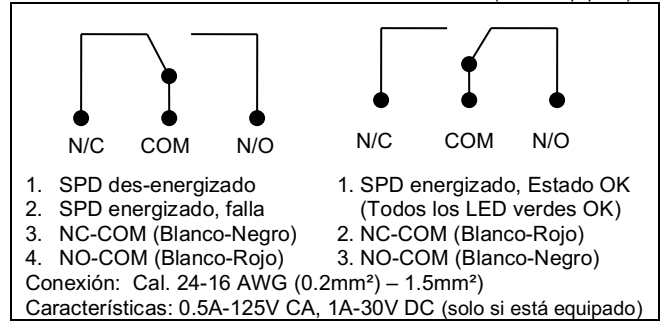 N/C COM N/O
N/C COM N/O
1. SPD des-energizado
2. SPD energizado, falla
3. NC-COM (Blanco-Negro)
4. NO-COM (Blanco-Rojo)
1. SPD energizado, Estado OK
(Todos los LED verdes OK)
2. NC-COM (Blanco-Rojo)
3. NO-COM (Blanco-Negro)
Conexión: Cal. 24-16 AWG (0.2mm²) – 1.5mm²)
Características: 0.5A-125V CA, 1A-30V DC (solo si está equipado)